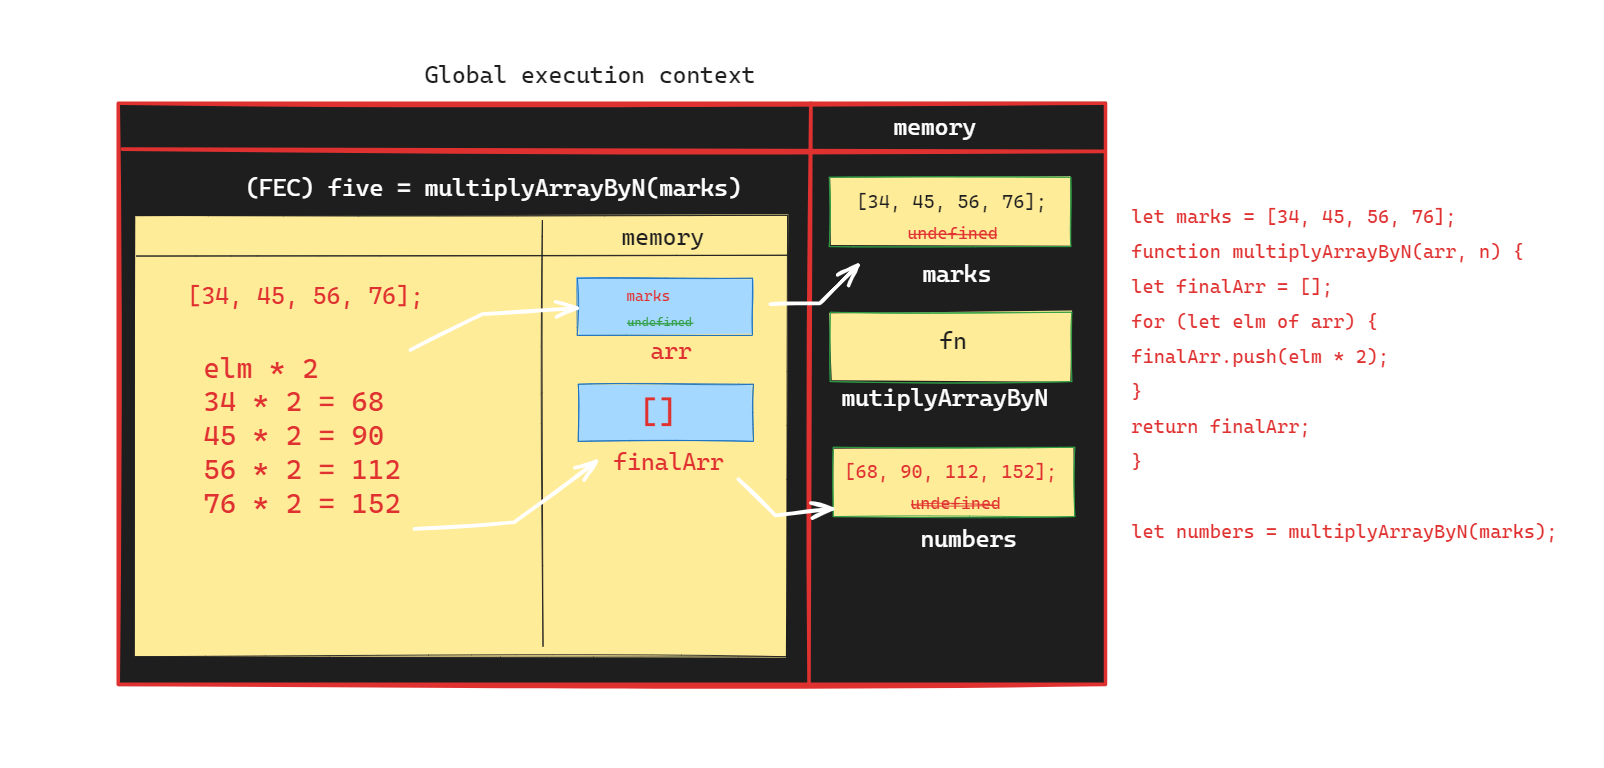 Global execution context
memory
(FEC) five = multiplyArrayByN(marks)
memory
[34, 45, 56, 76];
elm * 2
34 * 2 = 68
45 * 2 = 90
56 * 2 = 112
76 * 2 = 152
marks
undefined
arr
[]
finalArr
[34, 45, 56, 76];
undefined
marks
fn
mutiplyArrayByN
[68, 90, 112, 152];
undefined
numbers
let marks = [34, 45, 56, 76];
function multiplyArrayByN(arr, n) {
let finalArr = [];
for (let elm of arr) {
finalArr.push(elm * 2);
}
return finalArr;
}
let numbers = multiplyArrayByN(marks);